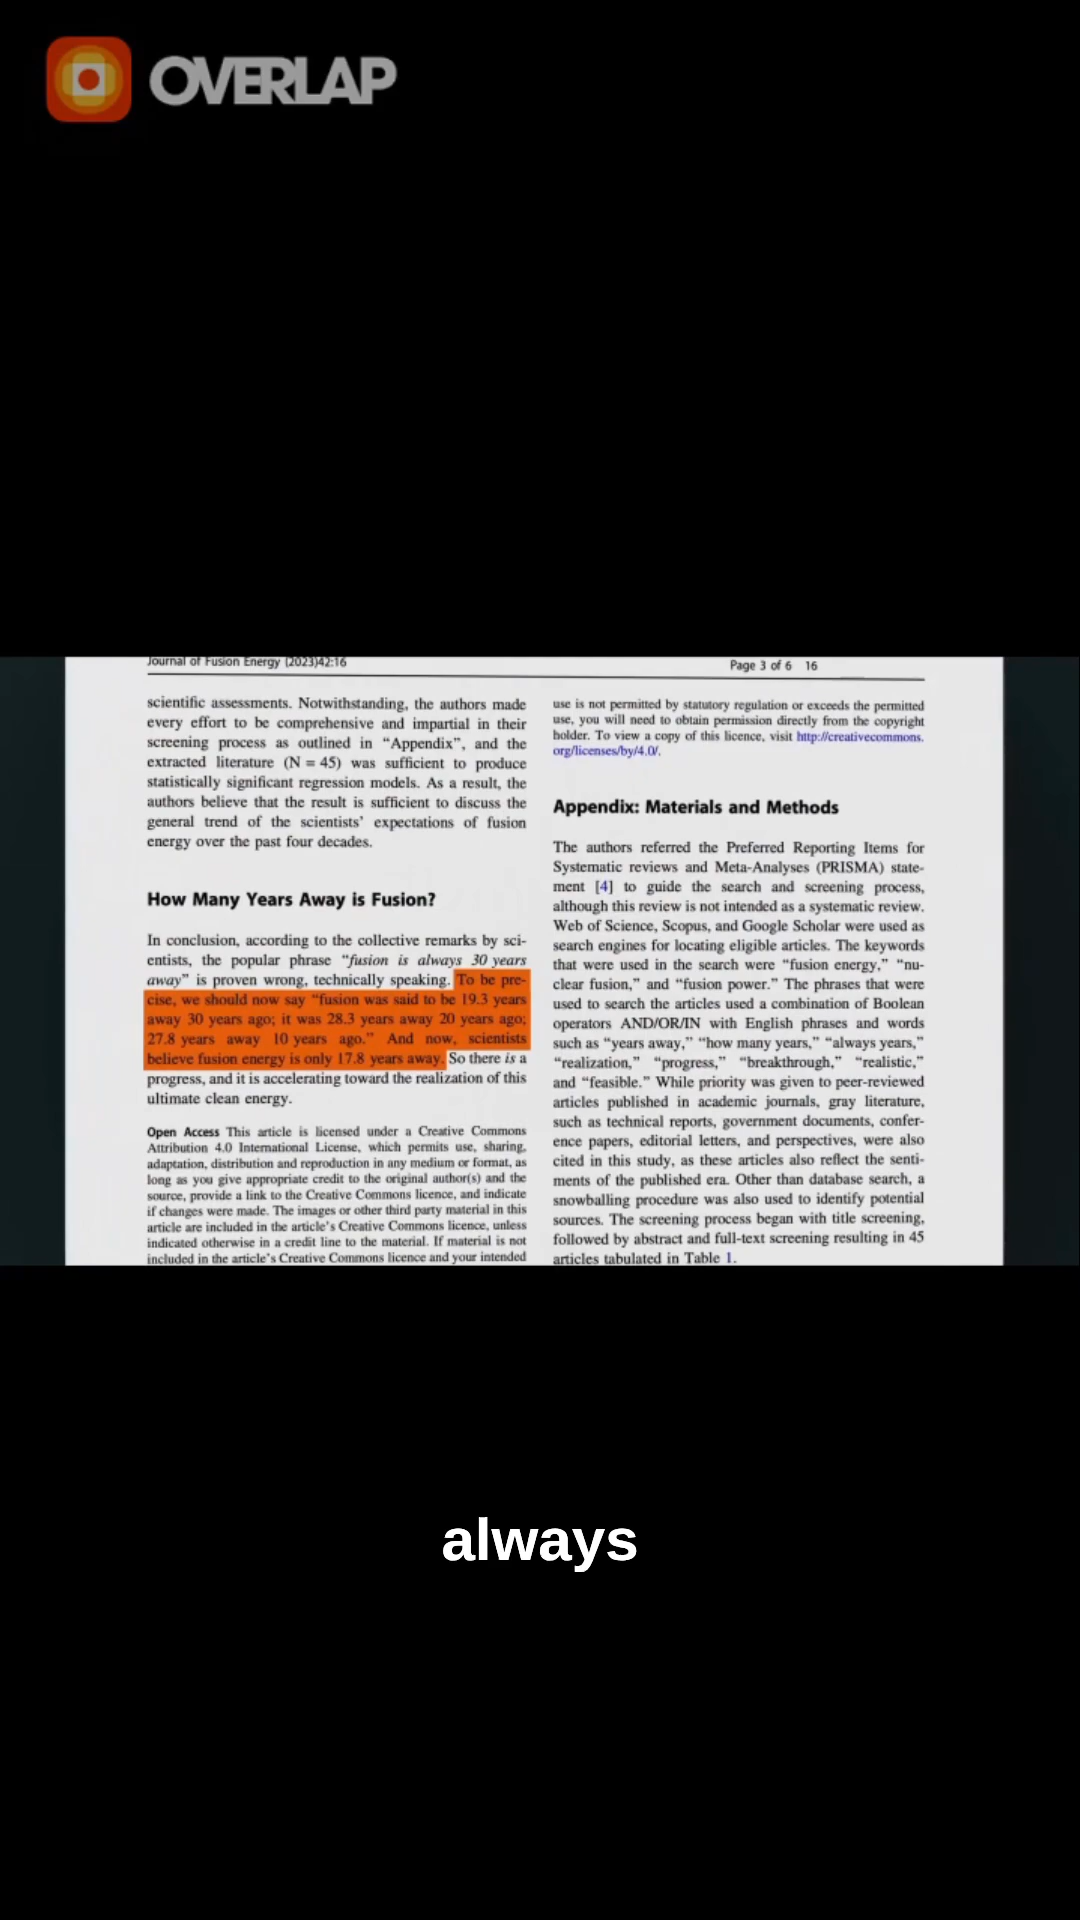 OVERLAP
Journal of Fusion Energy (2023)42:16
Page 3 of 6 16
scientific assessments. Notwithstanding, the authors made
every effort to be comprehensive and impartial in their
screening process as outlined in “Appendix”, and the
extracted literature (N = 45) was sufficient to produce
statistically significant regression models. As a result, the
authors believe that the result is sufficient to discuss the
general trend of the scientists’ expectations of fusion
energy over the past four decades.
How Many Years Away is Fusion?
In conclusion, according to the collective remarks by sci-
entists, the popular phrase “fusion is always 30 years
away” is proven wrong, technically speaking. To be pre-
cise, we should now say “fusion was said to be 19.3 years
away 30 years ago; it was 28.3 years away 20 years ago;
27.8 years away 10 years ago.” And now, scientists
believe fusion energy is only 17.8 years away. So there is a
progress, and it is accelerating toward the realization of this
ultimate clean energy.
Open Access This article is licensed under a Creative Commons
Attribution 4.0 International License, which permits use, sharing,
adaptation, distribution and reproduction in any medium or format, as
long as you give appropriate credit to the original author(s) and the
source, provide a link to the Creative Commons licence, and indicate
if changes were made. The images or other third party material in this
article are included in the article’s Creative Commons licence, unless
indicated otherwise in a credit line to the material. If material is not
included in the article’s Creative Commons licence and your intended
use is not permitted by statutory regulation or exceeds the permitted
use, you will need to obtain permission directly from the copyright
holder. To view a copy of this licence, visit http://creativecommons.
org/licenses/by/4.0/.
Appendix: Materials and Methods
The authors referred the Preferred Reporting Items for
Systematic reviews and Meta-Analyses (PRISMA) state-
ment [4] to guide the search and screening process,
although this review is not intended as a systematic review.
Web of Science, Scopus, and Google Scholar were used as
search engines for locating eligible articles. The keywords
that were used in the search were “fusion energy,” “nu-
clear fusion,” and “fusion power.” The phrases that were
used to search the articles used a combination of Boolean
operators AND/OR/IN with English phrases and words
such as “years away,” “how many years,” “always years,”
“realization,” “progress,” “breakthrough,” “realistic,”
and “feasible.” While priority was given to peer-reviewed
articles published in academic journals, gray literature,
such as technical reports, government documents, confer-
ence papers, editorial letters, and perspectives, were also
cited in this study, as these articles also reflect the senti-
ments of the published era. Other than database search, a
snowballing procedure was also used to identify potential
sources. The screening process began with title screening,
followed by abstract and full-text screening resulting in 45
articles tabulated in Table 1.
always